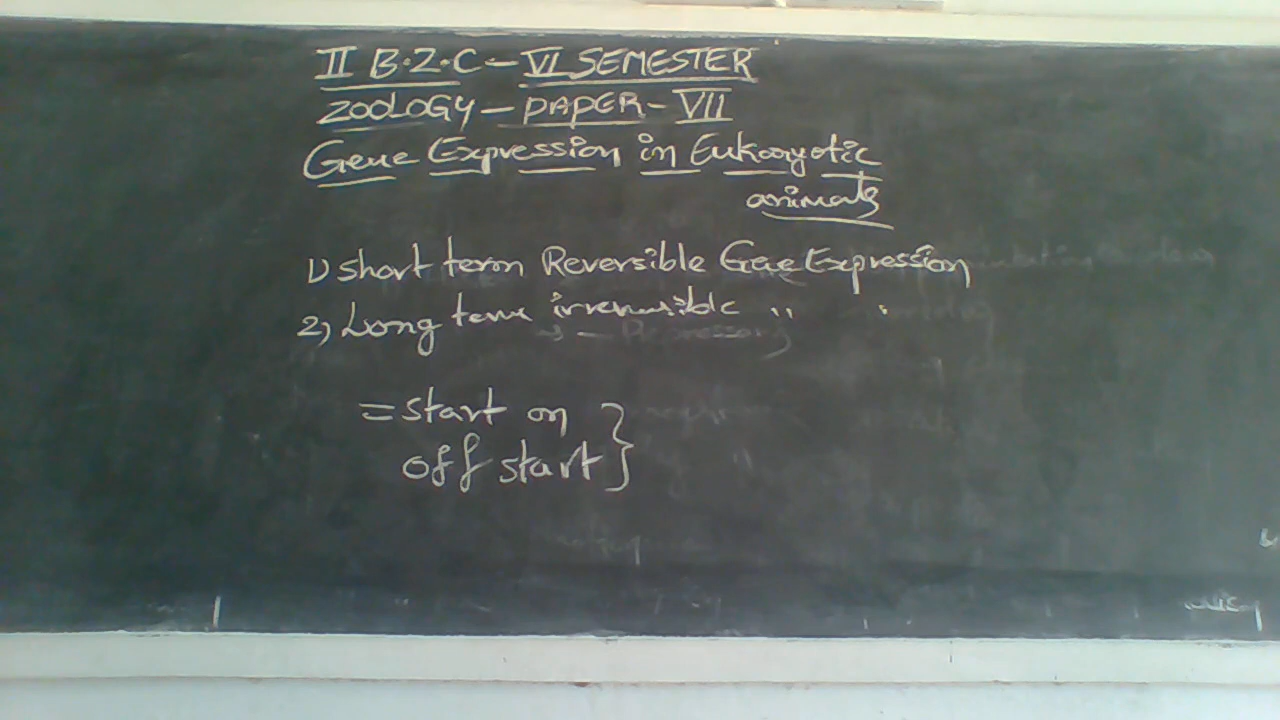 II B.Z.C - VI SEMESTER
ZOOLOGY - PAPER - VII
Gene Expression in Eukaryotic
animals
1) short term Reversible Gene Expression
2) Long term irreversible " "
= start on
off start }